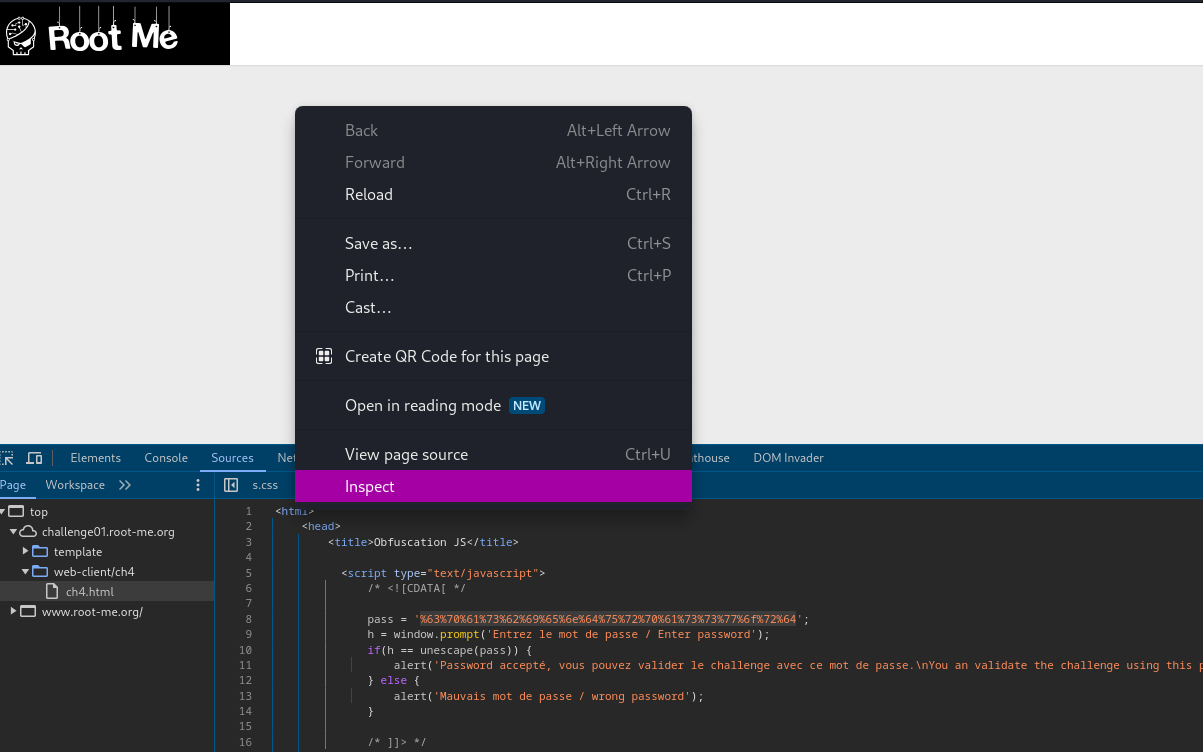 Root Me
Back Alt+Left Arrow
Forward Alt+Right Arrow
Reload Ctrl+R
Save as… Ctrl+S
Print… Ctrl+P
Cast…
Create QR Code for this page
Open in reading mode NEW
View page source Ctrl+U
Inspect
Elements Console Sources Net thouse DOM Invader
Page Workspace s.css
top
challenge01.root-me.org
template
web-client/ch4
ch4.html
www.root-me.org/
1 <html>
2 <head>
3 <title>Obfuscation JS</title>
4
5 <script type="text/javascript">
6 /* <![CDATA[ */
7
8 pass = '%63%70%61%73%62%69%65%6e%64%75%72%70%61%73%73%77%6f%72%64';
9 h = window.prompt('Entrez le mot de passe / Enter password');
10 if(h == unescape(pass)) {
11 alert('Password accepté, vous pouvez valider le challenge avec ce mot de passe.\nYou an validate the challenge using this p
12 } else {
13 alert('Mauvais mot de passe / wrong password');
14 }
15
16 /* ]]> */